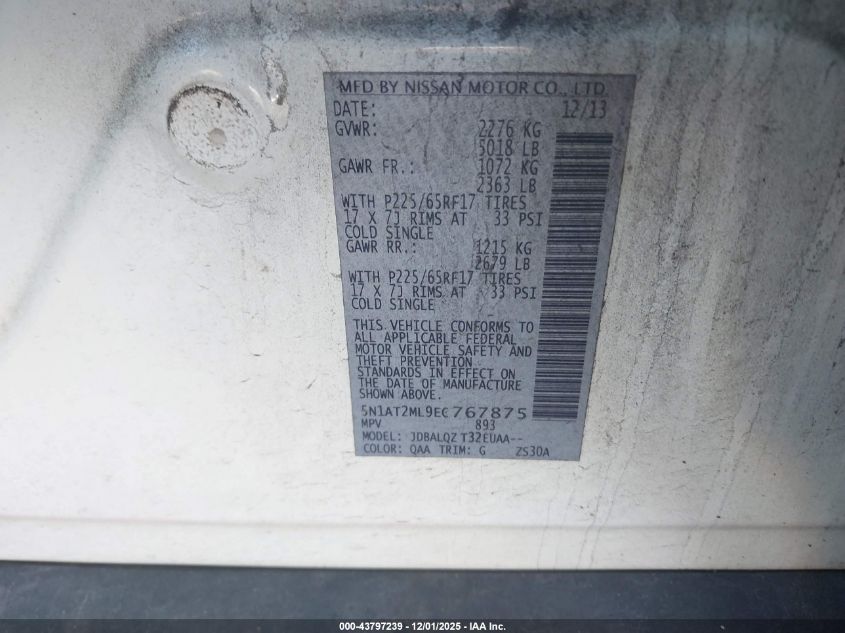 MFD BY NISSAN MOTOR CO., LTD.
DATE: 12/13
GVWR: 2276 KG
5018 LB
GAWR FR.: 1072 KG
2363 LB
WITH P225/65RF17 TIRES
17 X 7J RIMS AT 33 PSI
COLD SINGLE
GAWR RR.: 1215 KG
2679 LB
WITH P225/65RF17 TIRES
17 X 7J RIMS AT 33 PSI
COLD SINGLE
THIS VEHICLE CONFORMS TO
ALL APPLICABLE FEDERAL
MOTOR VEHICLE SAFETY AND
THEFT PREVENTION
STANDARDS IN EFFECT ON
THE DATE OF MANUFACTURE
SHOWN ABOVE.
5N1AT2ML9EC767875
MPV 893
MODEL: JDBALQZ T32EUAA--
COLOR: QAA TRIM: G ZS30A
000-43797239 – 12/01/2025 – IAA Inc.